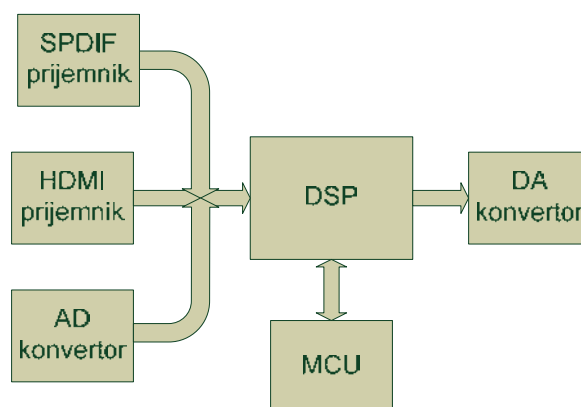 SPDIF
prijemnik
HDMI
prijemnik
AD
konvertor
DSP
MCU
DA
konvertor